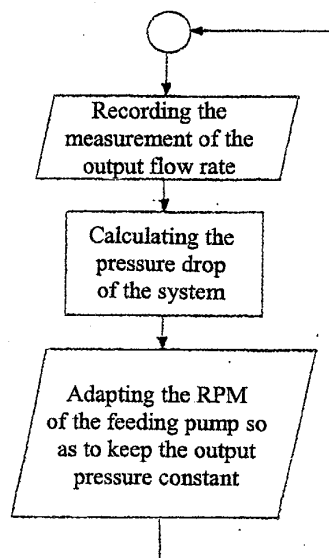 Recording the
measurement of the
output flow rate
Calculating the
pressure drop
of the system
Adapting the RPM
of the feeding pump so
as to keep the output
pressure constant